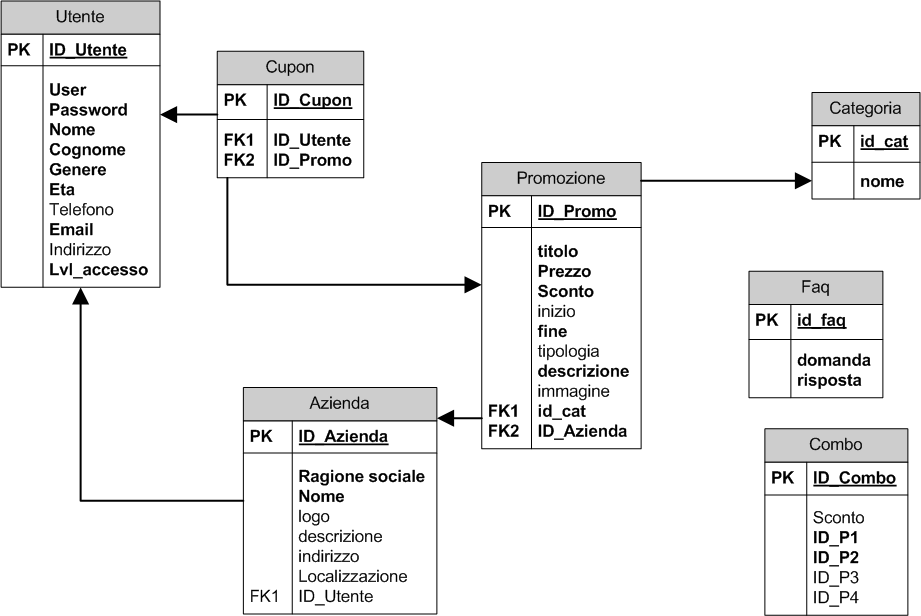 Utente
PK ID_Utente
User
Password
Nome
Cognome
Genere
Eta
Telefono
Email
Indirizzo
Lvl_accesso
Cupon
PK ID_Cupon
FK1 ID_Utente
FK2 ID_Promo
Promozione
PK ID_Promo
titolo
Prezzo
Sconto
inizio
fine
tipologia
descrizione
immagine
FK1 id_cat
FK2 ID_Azienda
Categoria
PK id_cat
nome
Faq
PK id_faq
domanda
risposta
Azienda
PK ID_Azienda
Ragione sociale
Nome
logo
descrizione
indirizzo
Localizzazione
FK1 ID_Utente
Combo
PK ID_Combo
Sconto
ID_P1
ID_P2
ID_P3
ID_P4